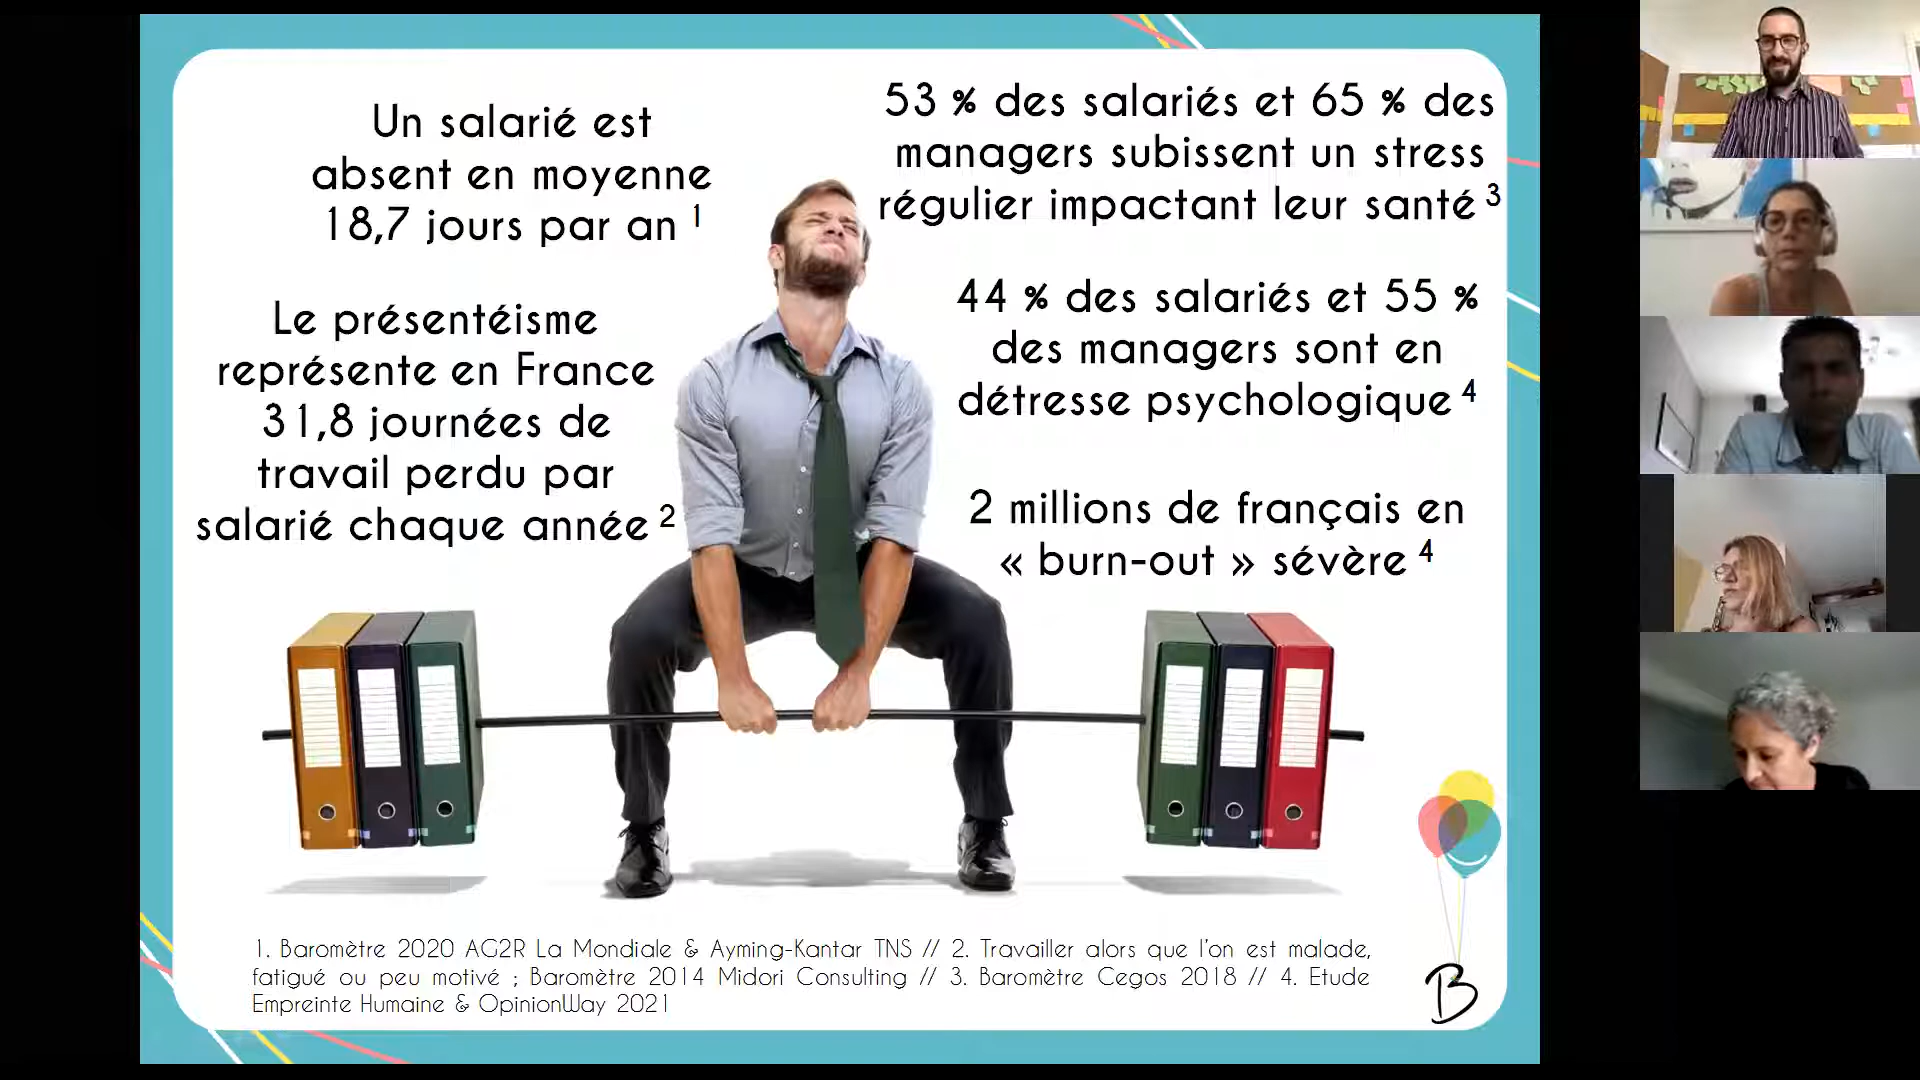 Un salarié est
absent en moyenne
18,7 jours par an 1
Le présentéisme
représente en France
31,8 journées de
travail perdu par
salarié chaque année 2
53 % des salariés et 65 % des
managers subissent un stress
régulier impactant leur santé 3
44 % des salariés et 55 %
des managers sont en
détresse psychologique 4
2 millions de français en
« burn-out » sévère 4
1. Baromètre 2020 AG2R La Mondiale & Ayming-Kantar TNS // 2. Travailler alors que l'on est malade,
fatigué ou peu motivé ; Baromètre 2014 Midori Consulting // 3. Baromètre Cegos 2018 // 4. Etude
Empreinte Humaine & OpinionWay 2021
B